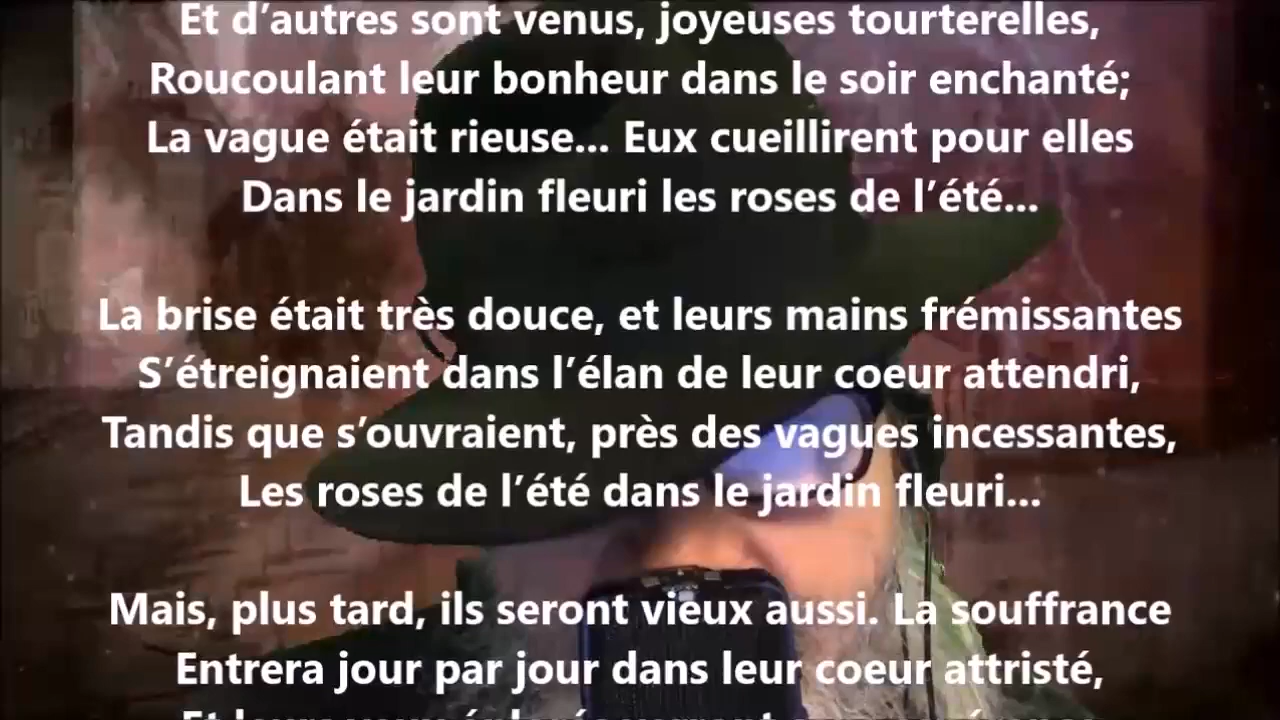 Et d’autres sont venus, joyeuses tourterelles,
Roucoulant leur bonheur dans le soir enchanté;
La vague était rieuse... Eux cueillirent pour elles
Dans le jardin fleuri les roses de l’été...
La brise était très douce, et leurs mains frémissantes
S’étreignaient dans l’élan de leur coeur attendri,
Tandis que s’ouvraient, près des vagues incessantes,
Les roses de l’été dans le jardin fleuri...
Mais, plus tard, ils seront vieux aussi. La souffrance
Entrera jour par jour dans leur coeur attristé,